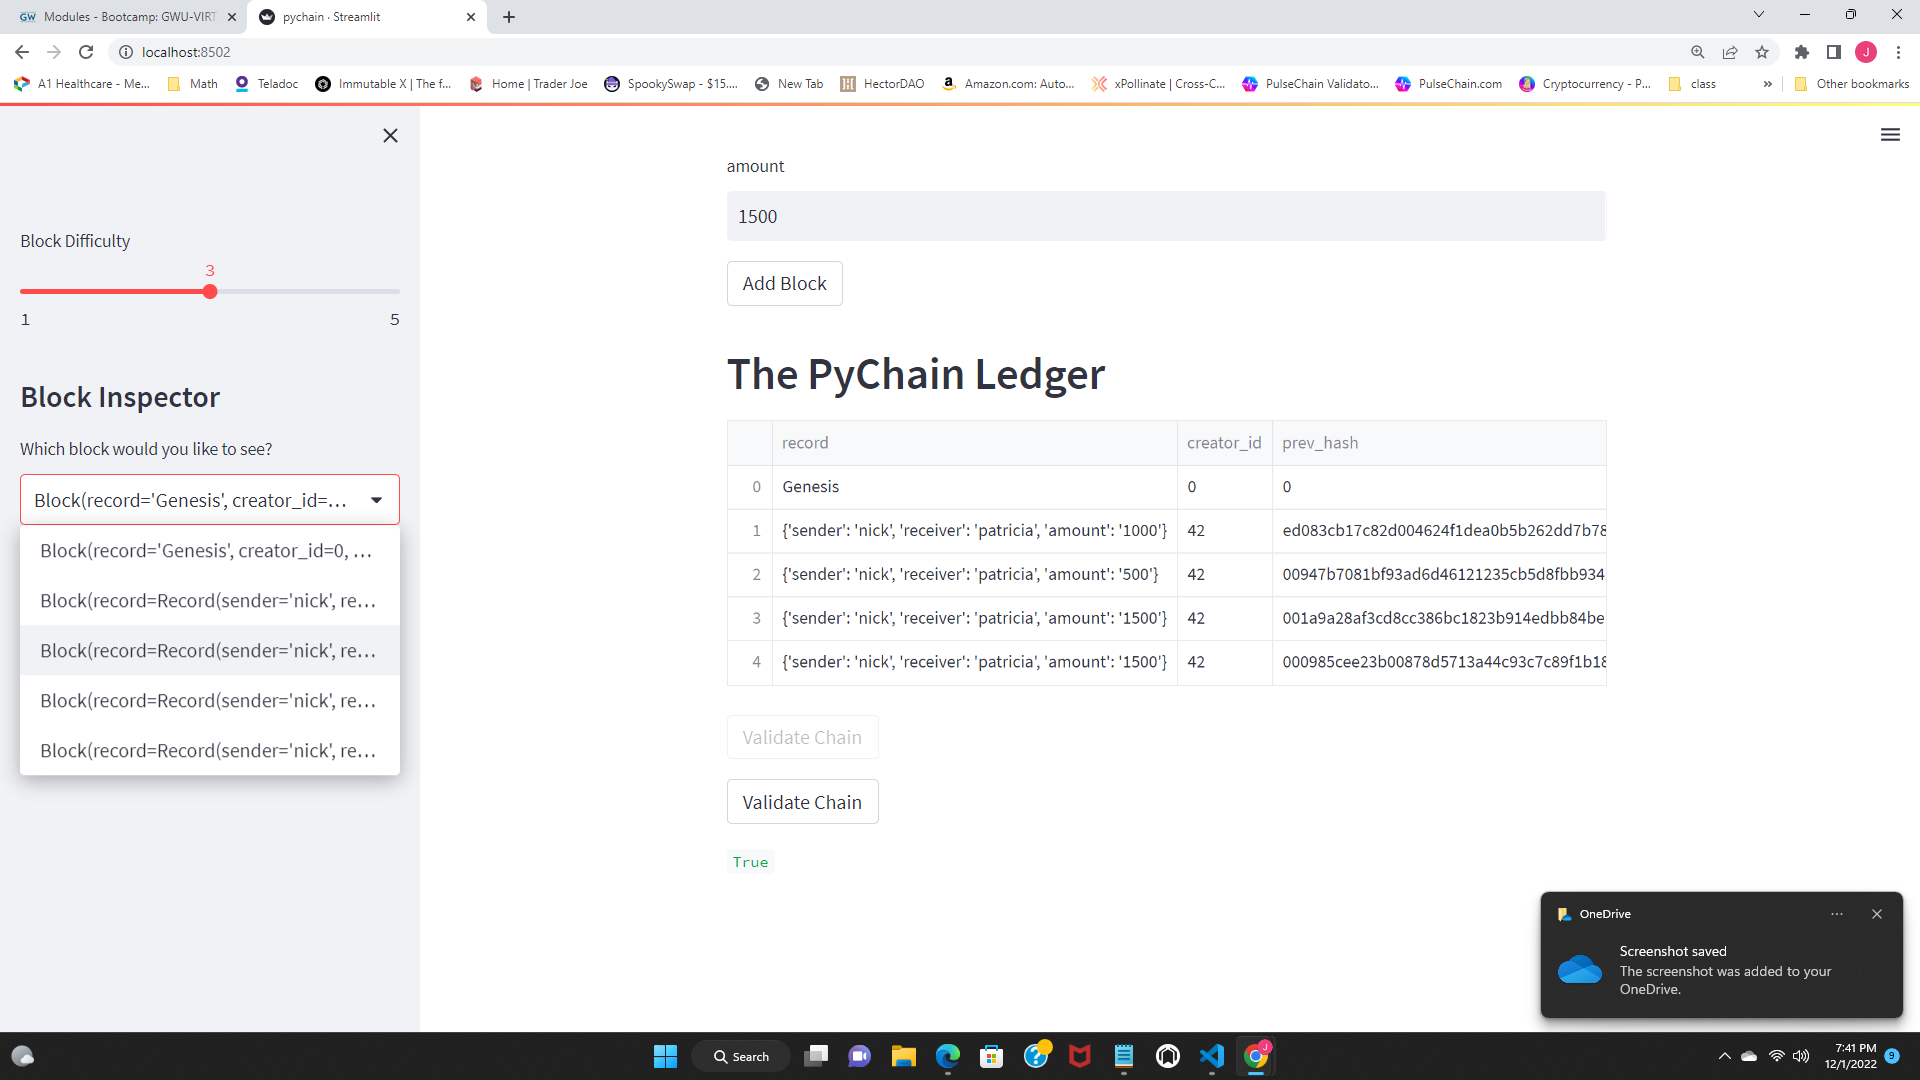 Modules - Bootcamp: GWU-VIRT
pychain · Streamlit
localhost:8502
J
A1 Healthcare - Me...
Math
Teladoc
Immutable X | The f...
Home | Trader Joe
SpookySwap - $15....
New Tab
HectorDAO
Amazon.com: Auto...
xPollinate | Cross-C...
PulseChain Validato...
PulseChain.com
Cryptocurrency - P...
class
»
Other bookmarks
Block Difficulty
3
1
5
Block Inspector
Which block would you like to see?
Block(record='Genesis', creator_id=...
Block(record='Genesis', creator_id=0, ...
Block(record=Record(sender='nick', re...
Block(record=Record(sender='nick', re...
Block(record=Record(sender='nick', re...
Block(record=Record(sender='nick', re...
amount
1500
Add Block
The PyChain Ledger
record creator_id prev_hash
0 Genesis 0 0
1 {'sender': 'nick', 'receiver': 'patricia', 'amount': '1000'} 42 ed083cb17c82d004624f1dea0b5b262dd7b78
2 {'sender': 'nick', 'receiver': 'patricia', 'amount': '500'} 42 00947b7081bf93ad6d46121235cb5d8fbb934
3 {'sender': 'nick', 'receiver': 'patricia', 'amount': '1500'} 42 001a9a28af3cd8cc386bc1823b914edbb84be
4 {'sender': 'nick', 'receiver': 'patricia', 'amount': '1500'} 42 000985cee23b00878d5713a44c93c7c89f1b18
Validate Chain
Validate Chain
True
OneDrive
Screenshot saved
The screenshot was added to your
OneDrive.
Search
7:41 PM
12/1/2022
9